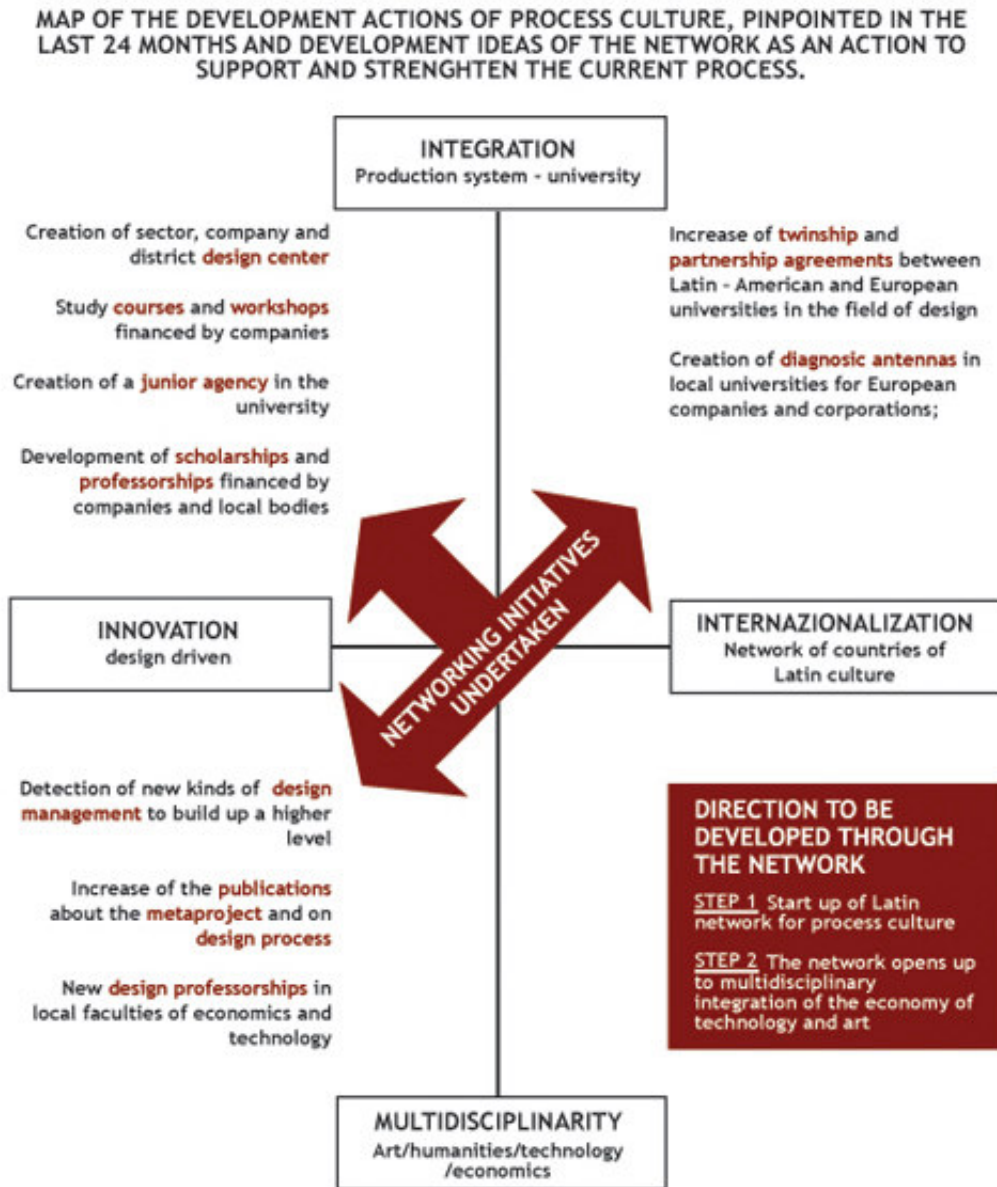 MAP OF THE DEVELOPMENT ACTIONS OF PROCESS CULTURE, PINPOINTED IN THE
LAST 24 MONTHS AND DEVELOPMENT IDEAS OF THE NETWORK AS AN ACTION TO
SUPPORT AND STRENGHTEN THE CURRENT PROCESS.
INTEGRATION
Production system - university
Creation of sector, company and
district design center
Study courses and workshops
financed by companies
Creation of a junior agency in the
university
Development of scholarships and
professorships financed by
companies and local bodies
Increase of twinship and
partnership agreements between
Latin - American and European
universities in the field of design
Creation of diagnosic antennas in
local universities for European
companies and corporations;
INNOVATION
design driven
NETWORKING INITIATIVES
UNDERTAKEN
INTERNAZIONALIZATION
Network of countries of
Latin culture
Detection of new kinds of design
management to build up a higher
level
Increase of the publications
about the metaproject and on
design process
New design professorships in
local faculties of economics and
technology
DIRECTION TO BE
DEVELOPED THROUGH
THE NETWORK
STEP 1 Start up of Latin
network for process culture
STEP 2 The network opens up
to multidisciplinary
integration of the economy of
technology and art
MULTIDISCIPLINARITY
Art/humanities/technology
/economics